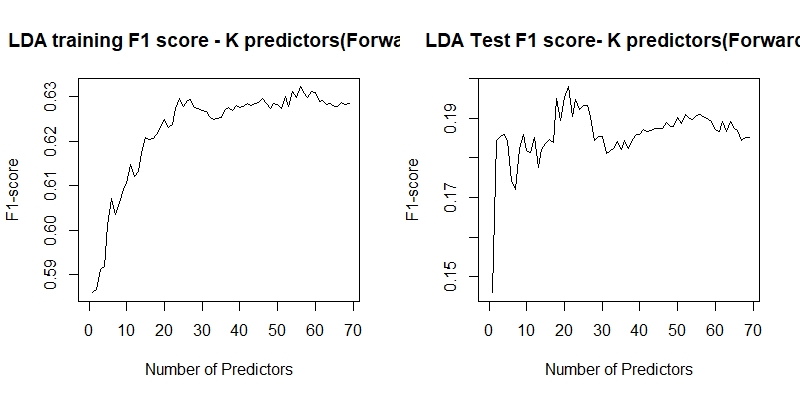 LDA training F1 score - K predictors(Forwa
F1-score
0.63
0.62
0.61
0.60
0.59
0 10 20 30 40 50 60 70
Number of Predictors
LDA Test F1 score- K predictors(Forward
F1-score
0.19
0.17
0.15
0 10 20 30 40 50 60 70
Number of Predictors